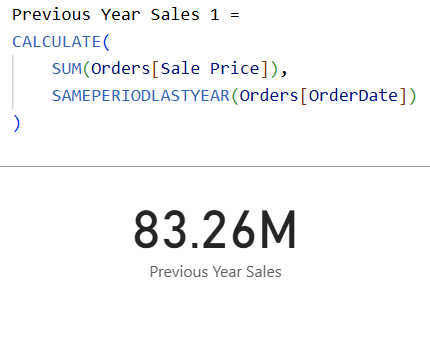 Previous Year Sales 1 =
CALCULATE(
    SUM(Orders[Sale Price]),
    SAMEPERIODLASTYEAR(Orders[OrderDate])
)
83.26M
Previous Year Sales